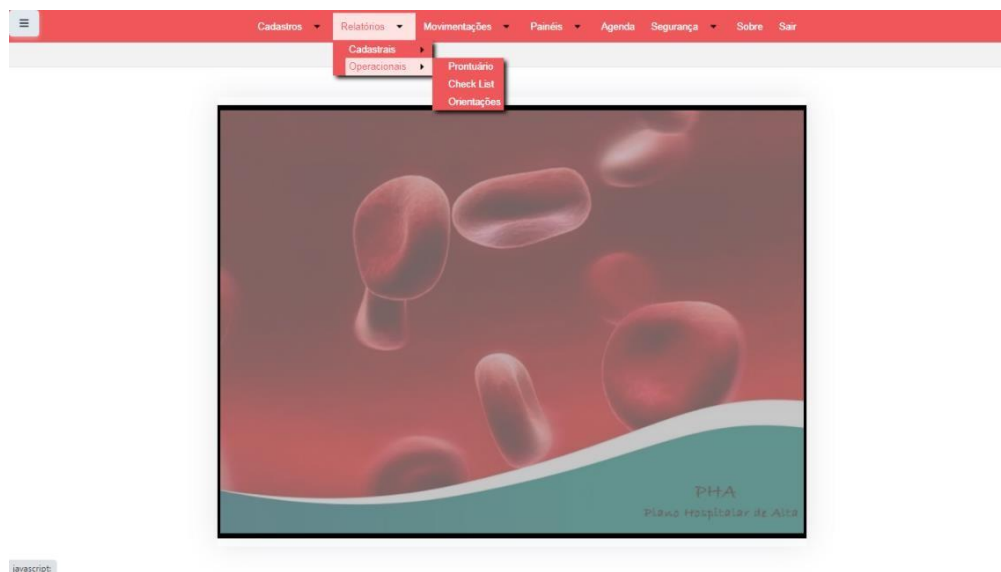 Cadastros Relatórios Movimentações Painéis Agenda Segurança Sobre Sair
Cadastrais
Operacionais Prontuário
Check List
Orientações
PHA
Plano Hospitalar de Alta
javascript: